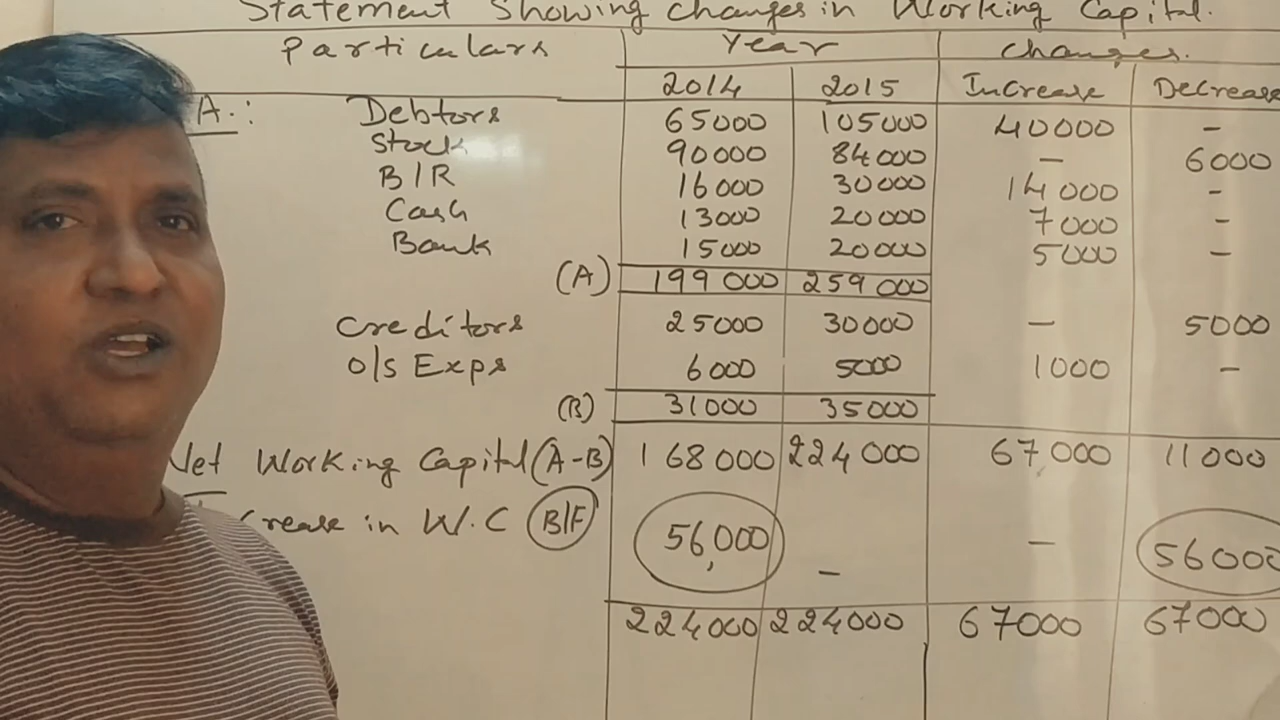 Statement Showing Changes in Working Capital.
Particulars Year Changes.
2014 2015 Increase Decrease
A.: Debtors 65000 105000 40000 -
Stock 90000 84000 - 6000
B/R 16000 30000 14000 -
Cash 13000 20000 7000 -
Bank 15000 20000 5000 -
(A) 199000 259000
Creditors 25000 30000 - 5000
O/S Exps 6000 5000 1000 -
(B) 31000 35000
Net Working Capital (A-B) 168000 224000 67,000 11000
crease in W.C B/F 56,000 - - 56000
224000 224000 67000 67000